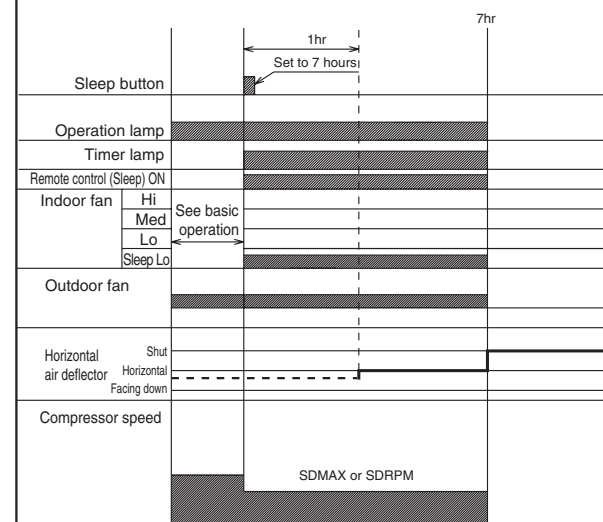 7hr
1hr
Set to 7 hours
Sleep button
Operation lamp
Timer lamp
Remote control (Sleep) ON
Indoor fan
Hi
Med
Lo
Sleep Lo
See basic
operation
Outdoor fan
Horizontal
air deflector
Shut
Horizontal
Facing down
Compressor speed
SDMAX or SDRPM